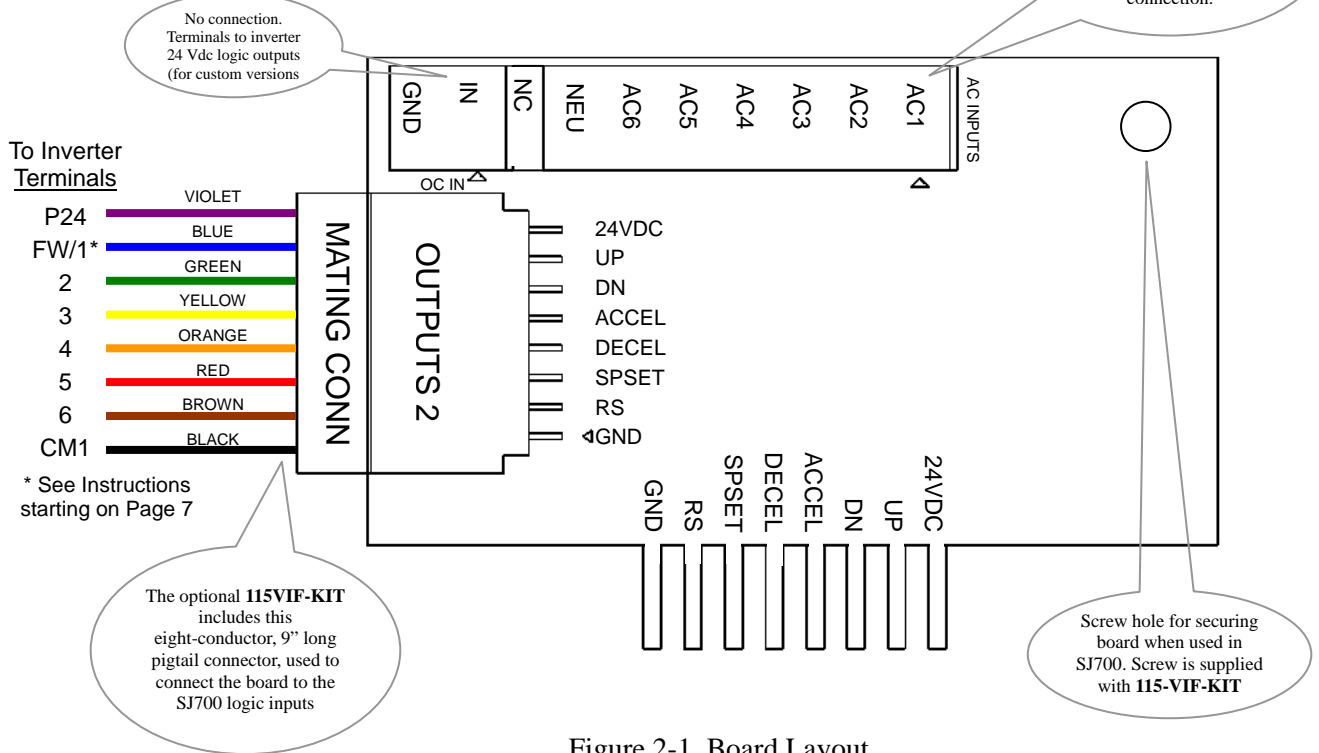 connection.
No connection.
Terminals to inverter
24 Vdc logic outputs
(for custom versions
GND
IN
NC
NEU
AC6
AC5
AC4
AC3
AC2
AC1
AC INPUTS
OC IN
To Inverter
Terminals
P24
VIOLET
FW/1*
BLUE
2
GREEN
3
YELLOW
4
ORANGE
5
RED
6
BROWN
CM1
BLACK
* See Instructions
starting on Page 7
MATING CONN
OUTPUTS 2
24VDC
UP
DN
ACCEL
DECEL
SPSET
RS
GND
GND
RS
SPSET
DECEL
ACCEL
DN
UP
24VDC
The optional 115VIF-KIT
includes this
eight-conductor, 9” long
pigtail connector, used to
connect the board to the
SJ700 logic inputs
Screw hole for securing
board when used in
SJ700. Screw is supplied
with 115-VIF-KIT
Figure 2-1. Board Layout